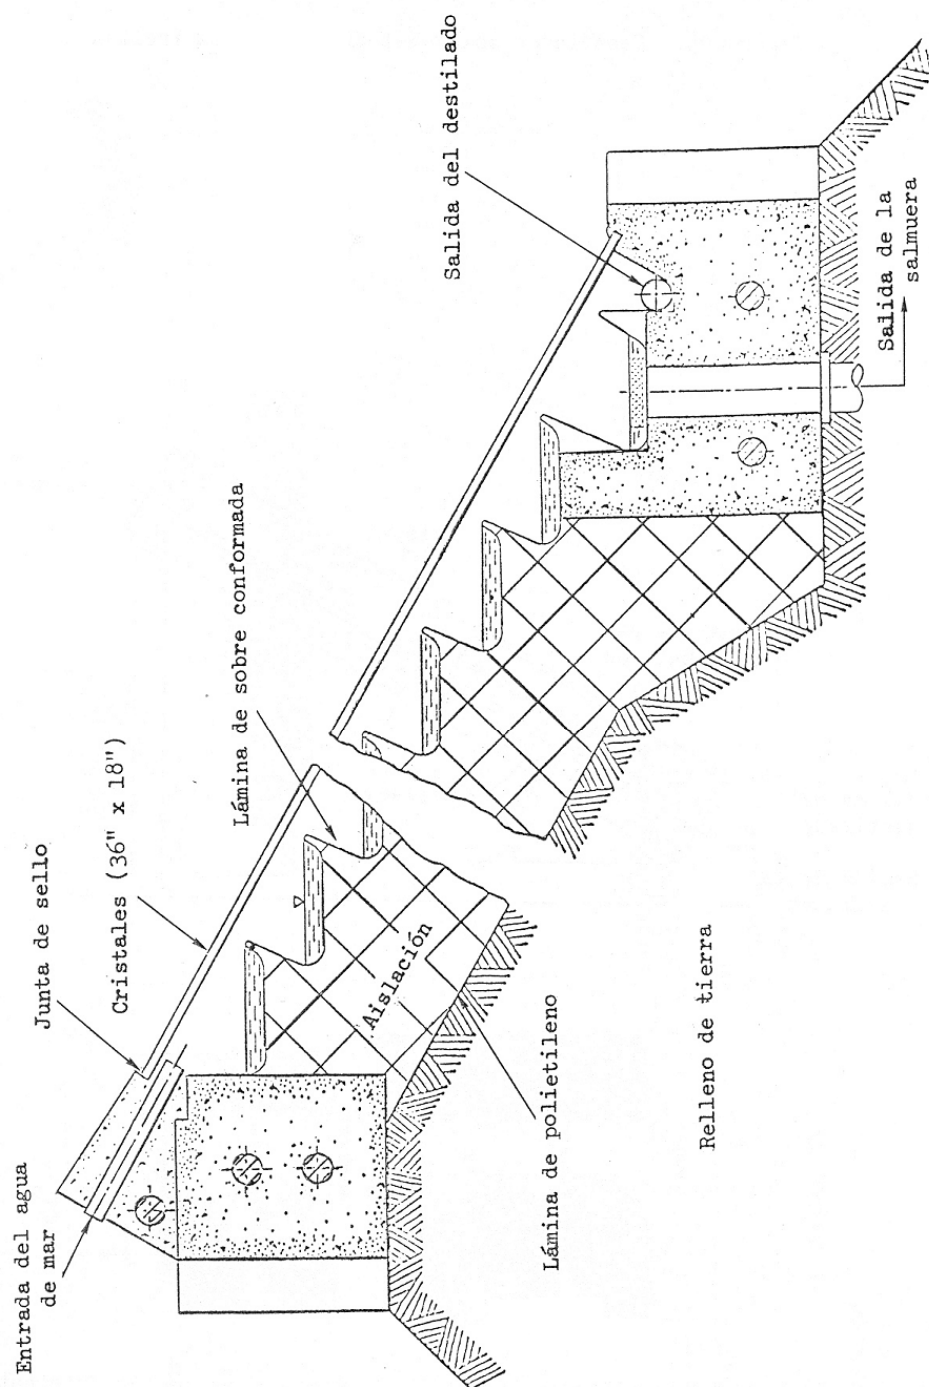 Entrada del agua
de mar
Junta de sello
Cristales (36" x 18")
Lámina de sobre conformada
Salida del destilado
Aislación
Lámina de polietileno
Relleno de tierra
Salida de la
salmuera